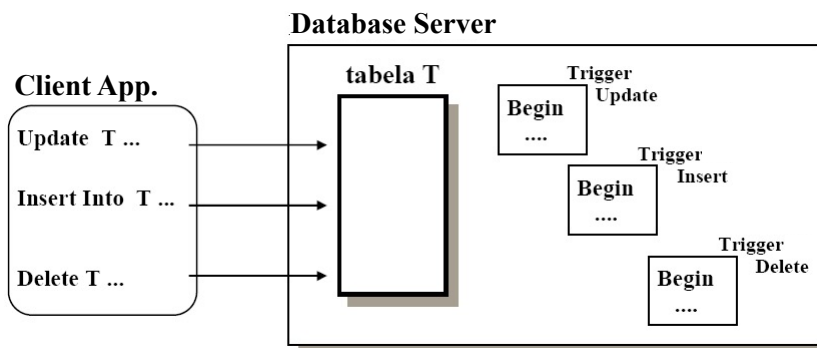 Database Server
Client App.
tabela T
Update T ...
Insert Into T ...
Delete T ...
Trigger
Update
Begin
....
Trigger
Insert
Begin
....
Trigger
Delete
Begin
....